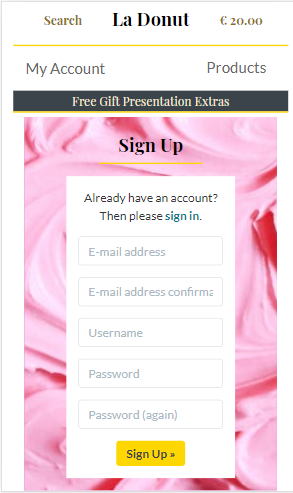 Search La Donut € 20.00
My Account Products
Free Gift Presentation Extras
Sign Up
Already have an account?
Then please sign in.
E-mail address
E-mail address confirma
Username
Password
Password (again)
Sign Up »